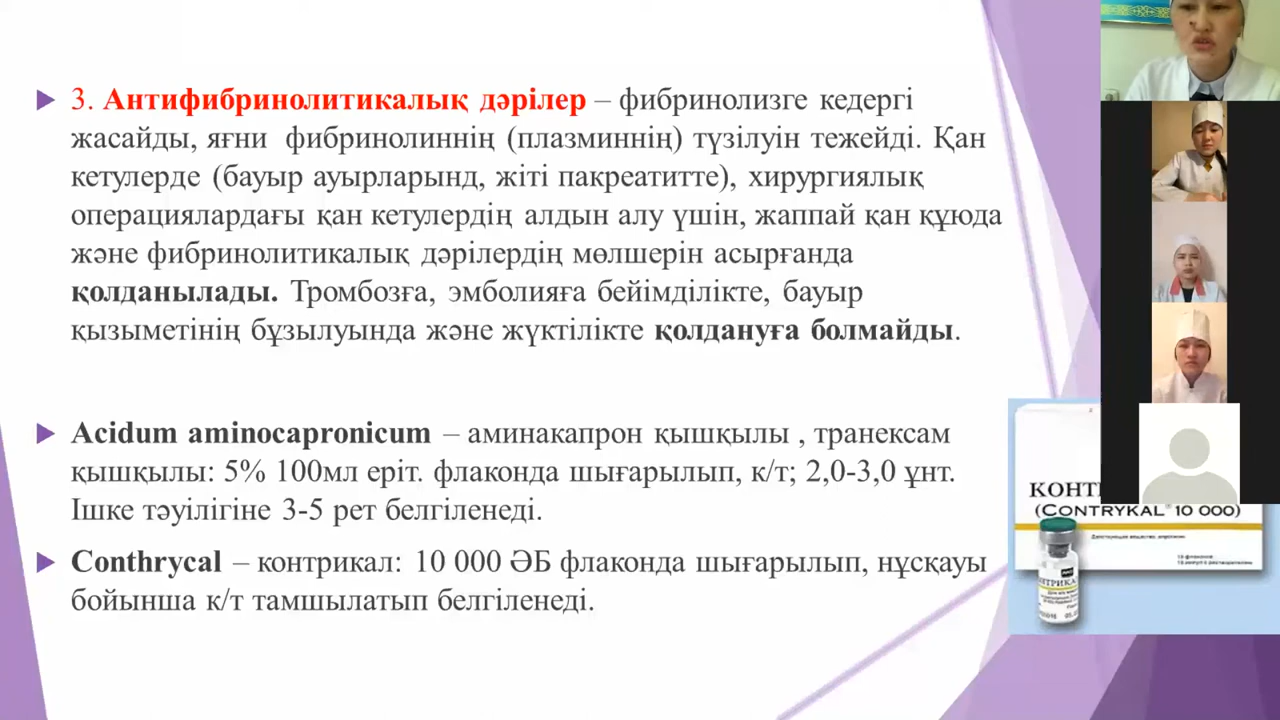 3. Антифибринолитикалық дәрілер – фибринолизге кедергі
жасайды, яғни фибринолиннің (плазминнің) түзілуін тежейді. Қан
кетулерде (бауыр ауырларынд, жіті пакреатитте), хирургиялық
операциялардағы қан кетулердің алдын алу үшін, жаппай қан құюда
және фибринолитикалық дәрілердің мөлшерін асырғанда
қолданылады. Тромбозға, эмболияға бейімділікте, бауыр
қызыметінің бұзылуында және жүктілікте қолдануға болмайды.
Acidum aminocapronicum – аминакапрон қышқылы , транексам
қышқылы: 5% 100мл еріт. флаконда шығарылып, к/т; 2,0-3,0 ұнт.
Ішке тәуілігіне 3-5 рет белгіленеді.
Conthrycal – контрикал: 10 000 ӘБ флаконда шығарылып, нұсқауы
бойынша к/т тамшылатып белгіленеді.
(CONTRYKAL® 10 000)